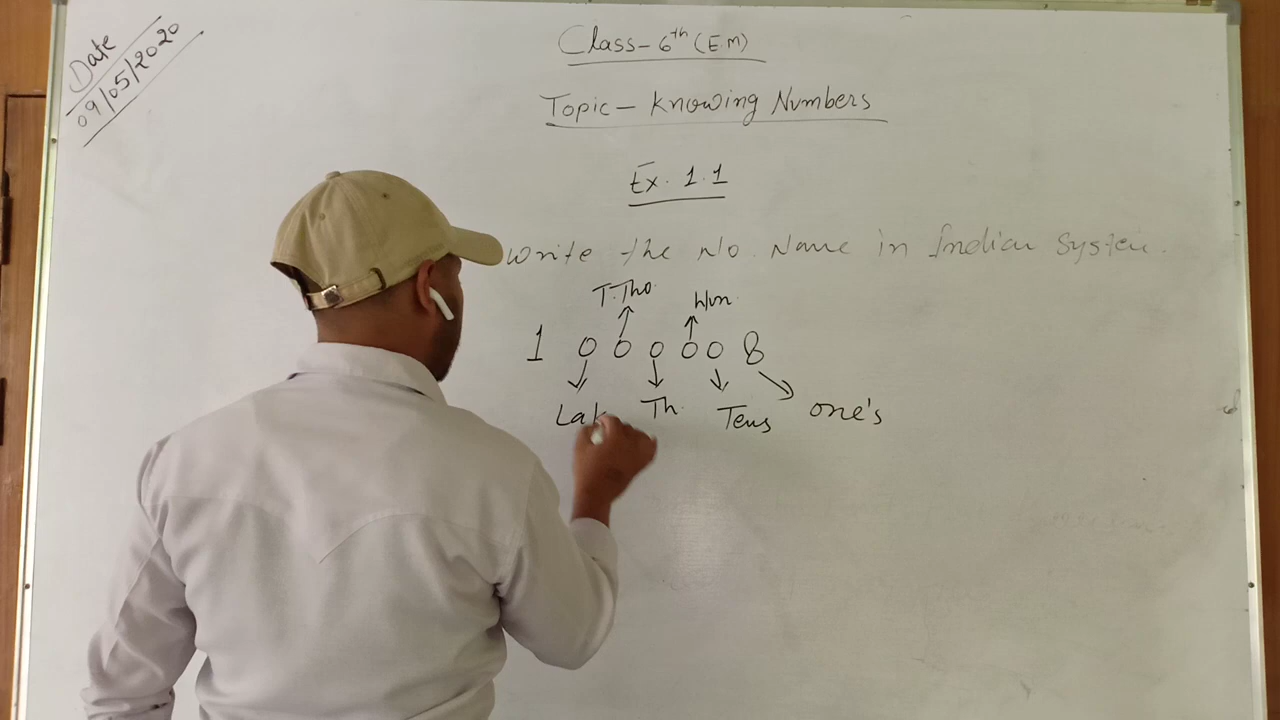 Date
09/05/2020
Class-6th (E.M)
Topic- Knowing Numbers
Ex. 1.1
Write the No. Name in Indian System.
T.Tho. Hun.
1 0 0 0 0 0 8
Lak Th. Tens one's